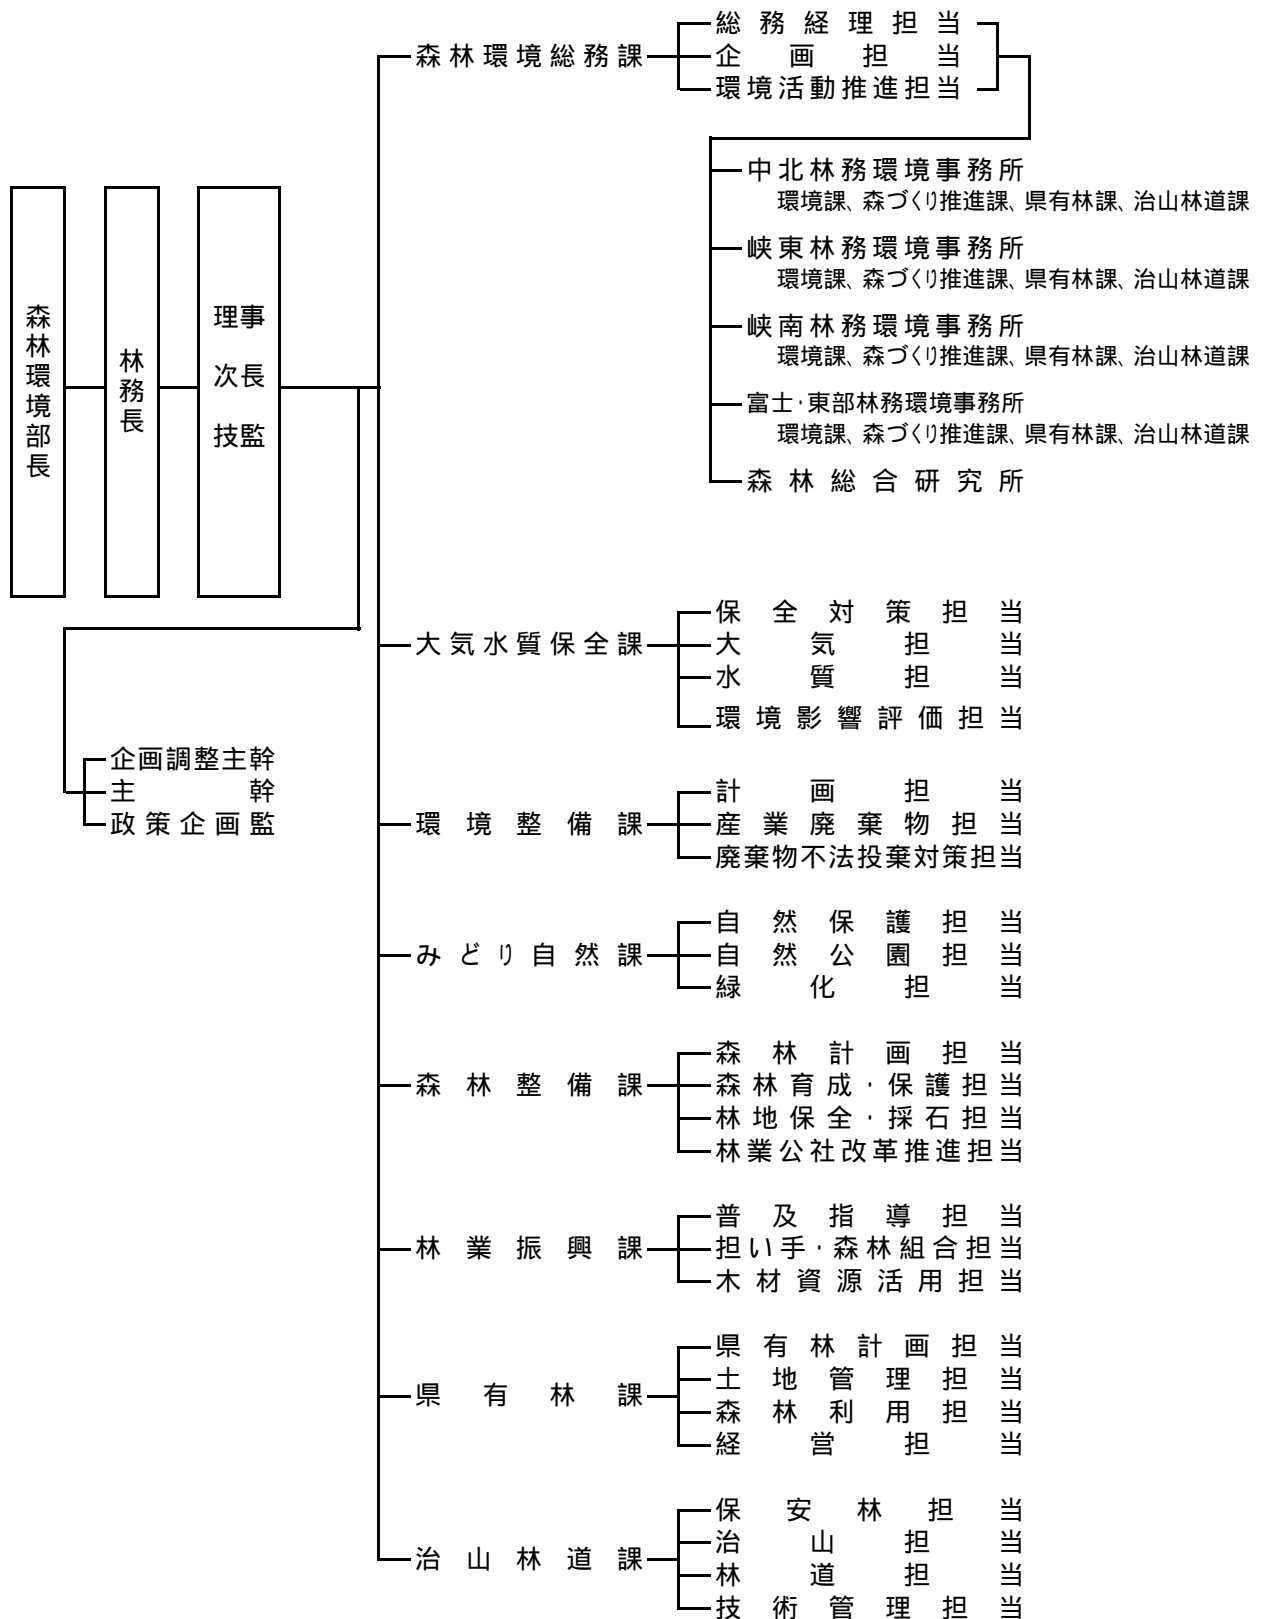 森林環境部長
林務長
理事
次長
技監
企画調整主幹
主幹
政策企画監
森林環境総務課
総務経理担当
企画担当
環境活動推進担当
中北林務環境事務所
環境課、森づくり推進課、県有林課、治山林道課
峡東林務環境事務所
環境課、森づくり推進課、県有林課、治山林道課
峡南林務環境事務所
環境課、森づくり推進課、県有林課、治山林道課
富士・東部林務環境事務所
環境課、森づくり推進課、県有林課、治山林道課
森林総合研究所
大気水質保全課
保全対策担当
大気担当
水質担当
環境影響評価担当
環境整備課
計画担当
産業廃棄物担当
廃棄物不法投棄対策担当
みどり自然課
自然保護担当
自然公園担当
緑化担当
森林整備課
森林計画担当
森林育成・保護担当
林地保全・採石担当
林業公社改革推進担当
林業振興課
普及指導担当
担い手・森林組合担当
木材資源活用担当
県有林課
県有林計画担当
土地管理担当
森林利用担当
経営担当
治山林道課
保安林担当
治山担当
林道担当
技術管理担当